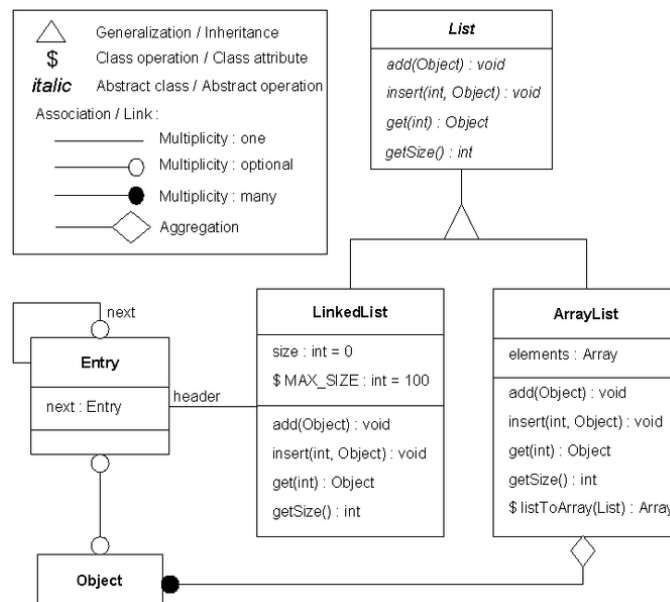 Generalization / Inheritance
$ Class operation / Class attribute
italic Abstract class / Abstract operation
Association / Link :
Multiplicity : one
Multiplicity : optional
Multiplicity : many
Aggregation
List
add(Object) : void
insert(int, Object) : void
get(int) : Object
getSize() : int
next
Entry
next : Entry
header
LinkedList
size : int = 0
$ MAX_SIZE : int = 100
add(Object) : void
insert(int, Object) : void
get(int) : Object
getSize() : int
ArrayList
elements : Array
add(Object) : void
insert(int, Object) : void
get(int) : Object
getSize() : int
$ listToArray(List) : Array
Object